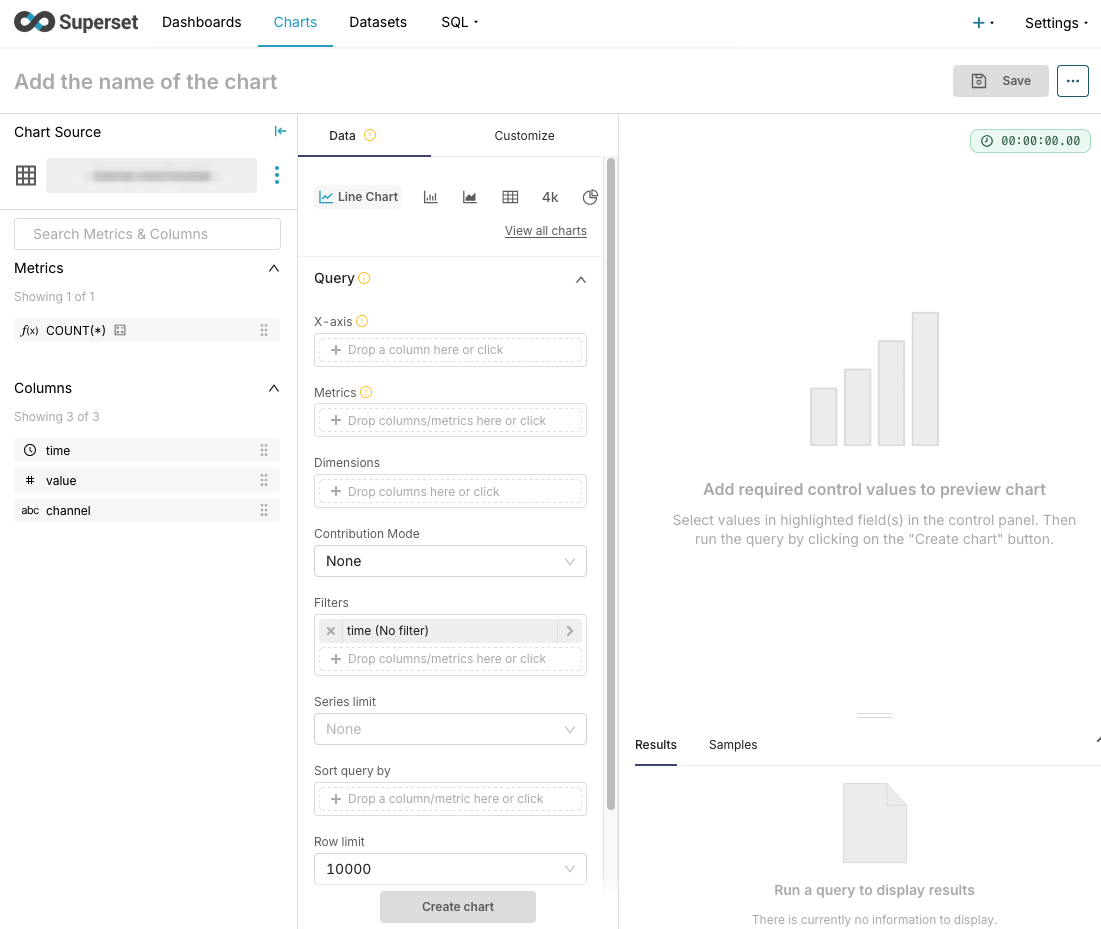 Superset Dashboards Charts Datasets SQL + Settings
Add the name of the chart Save ...
Chart Source
Search Metrics & Columns
Metrics
Showing 1 of 1
f(x) COUNT(*)
Columns
Showing 3 of 3
time
# value
abc channel
Data Customize
Line Chart 4k
View all charts
Query
X-axis
+ Drop a column here or click
Metrics
+ Drop columns/metrics here or click
Dimensions
+ Drop columns here or click
Contribution Mode
None
Filters
time (No filter)
+ Drop columns/metrics here or click
Series limit
None
Sort query by
+ Drop a column/metric here or click
Row limit
10000
Create chart
00:00:00.00
Add required control values to preview chart
Select values in highlighted field(s) in the control panel. Then
run the query by clicking on the "Create chart" button.
Results Samples
Run a query to display results
There is currently no information to display.